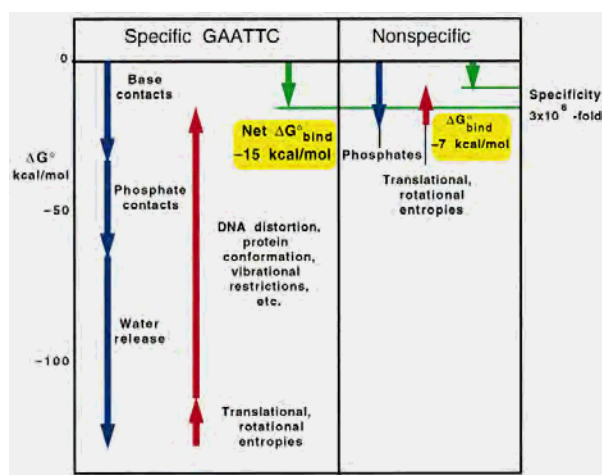 Specific GAATTC
Nonspecific
0
Base
contacts
Net ΔG°bind
-15 kcal/mol
ΔG°
kcal/mol
Phosphate
contacts
-50
DNA distortion,
protein
conformation,
vibrational
restrictions,
etc.
Water
release
-100
Translational,
rotational
entropies
Phosphates
ΔG°bind
-7 kcal/mol
Translational,
rotational
entropies
Specificity
3x10⁶ -fold